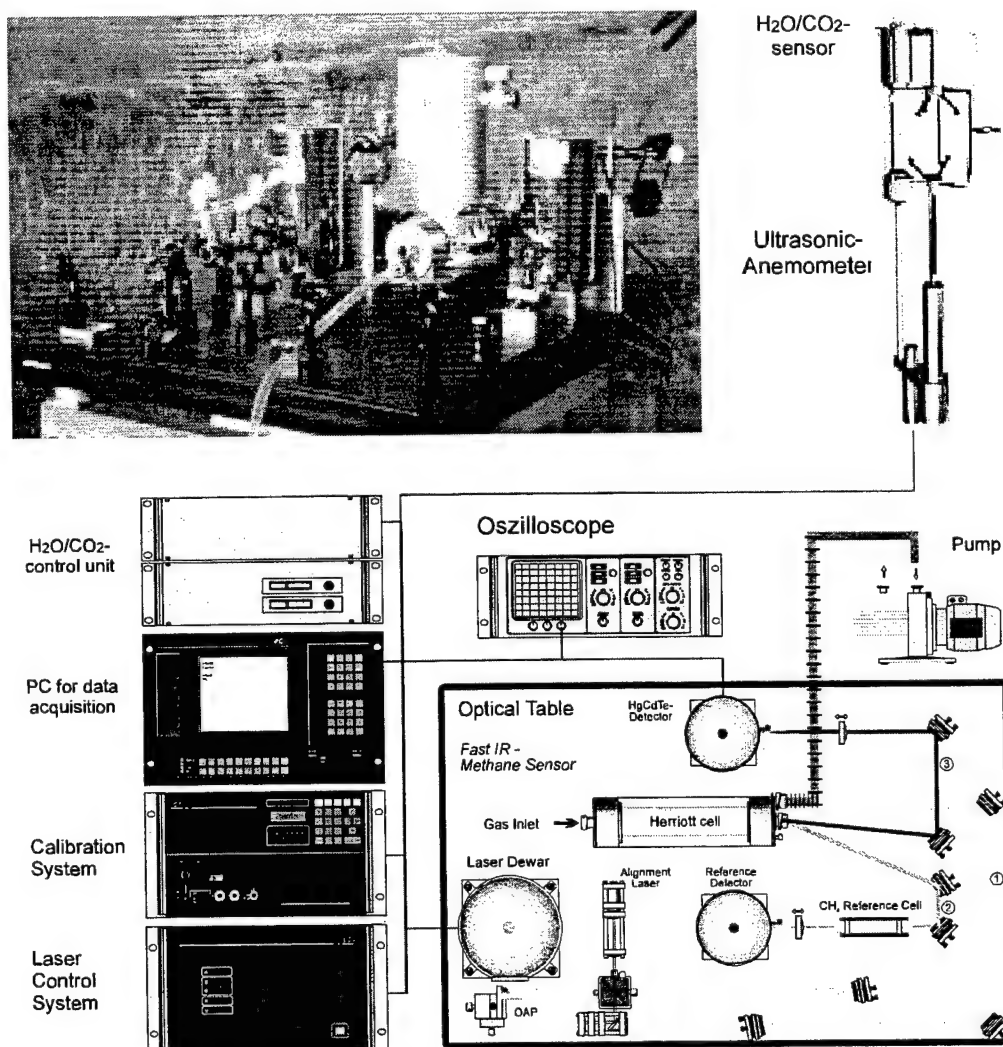 H2O/CO2-
sensor
Ultrasonic-
Anemometer
H2O/CO2-
control unit
Oszilloscope
Pump
PC for data
acquisition
Optical Table
HgCdTe-
Detector
Fast IR -
Methane Sensor
③
Gas Inlet
Herriott cell
Calibration
System
Laser Dewar
Alignment
Laser
Reference
Detector
①
②
CH, Reference Cell
Laser
Control
System
OAP